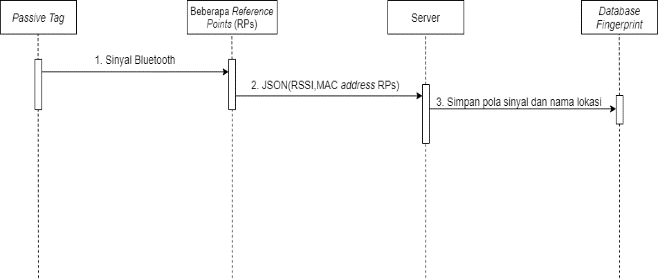 Passive Tag
Beberapa Reference
Points (RPs)
Server
Database
Fingerprint
1. Sinyal Bluetooth
2. JSON(RSSI,MAC address RPs)
3. Simpan pola sinyal dan nama lokasi